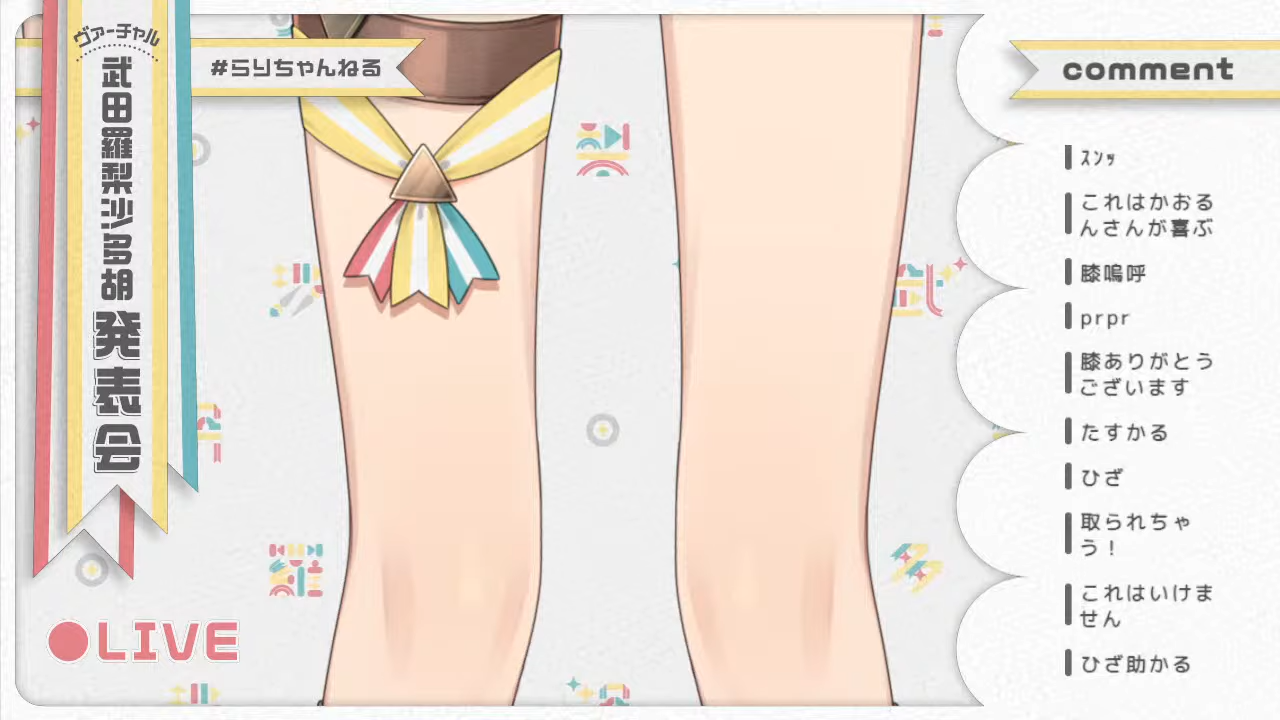 ヴァーチャル
武田羅梨沙多胡
発表会
#らりちゃんねる
●LIVE
comment
ｽﾝｯ
これはかおる
んさんが喜ぶ
膝嗚呼
prpr
膝ありがとう
ございます
たすかる
ひざ
取られちゃ
う！
これはいけま
せん
ひざ助かる